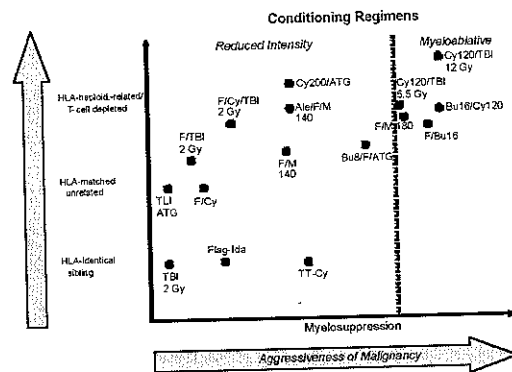 Conditioning Regimens
Reduced Intensity
Myeloablative
Cy120/TBI
12 Gy
Cy200/ATG
Cy120/TBI
5.5 Gy
HLA-haploid.-related/
T-cell depleted
F/Cy/TBI
2 Gy
Ale/F/M
140
Bu16/Cy120
F/M180
F/Bu16
F/TBI
2 Gy
F/M
140
Bu8/F/ATG
HLA-matched
unrelated
TLI
ATG
F/Cy
HLA-identical
sibling
Flag-Ida
TBI
2 Gy
TT-Cy
Myelosuppression
Aggressiveness of Malignancy